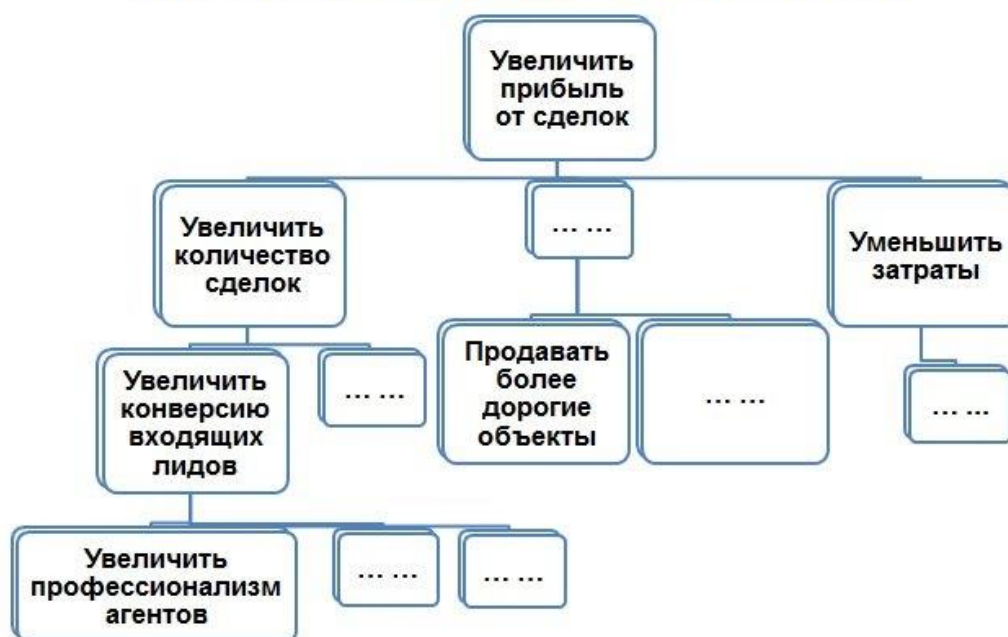 Увеличить
прибыль
от сделок
Увеличить
количество
сделок
... ...
Уменьшить
затраты
Увеличить
конверсию
входящих
лидов
... ...
Продавать
более
дорогие
объекты
... ...
... ...
Увеличить
профессионализм
агентов
... ...
... ...